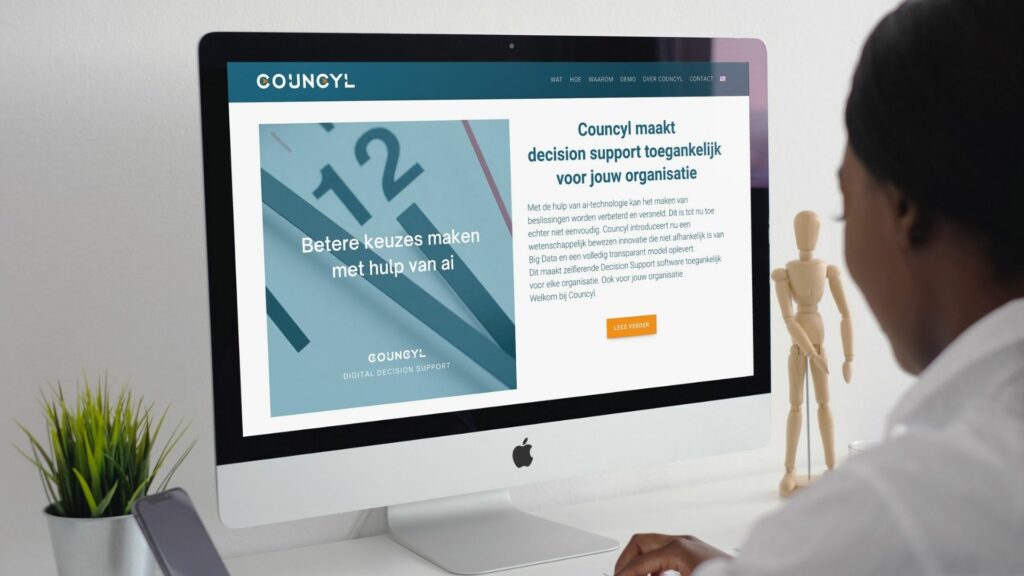 COUNCYL
WAT HOE WAAROM DEMO OVER COUNCYL CONTACT
12
Betere keuzes maken
met hulp van ai
COUNCYL
DIGITAL DECISION SUPPORT
Councyl maakt
decision support toegankelijk
voor jouw organisatie
Met de hulp van ai-technologie kan het maken van
beslissingen worden verbeterd en versneld. Dit is tot nu toe
echter niet eenvoudig. Councyl introduceert nu een
wetenschappelijk bewezen innovatie die niet afhankelijk is van
Big Data en een volledig transparant model oplevert.
Dit maakt zelflerende Decision Support software toegankelijk
voor elke organisatie. Ook voor jouw organisatie.
Welkom bij Councyl.
LEES VERDER